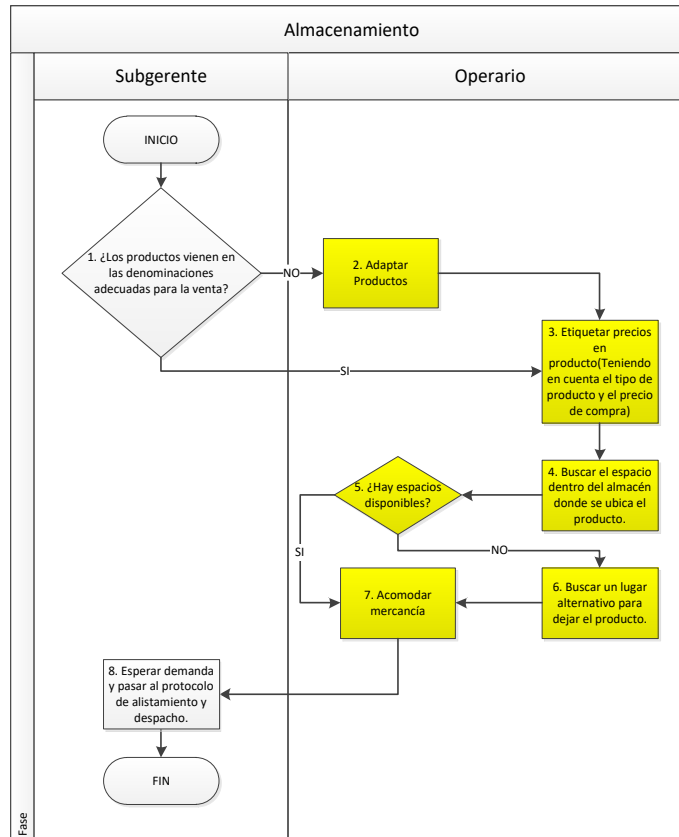 Almacenamiento
Subgerente
Operario
INICIO
1. ¿Los productos vienen en
las denominaciones
adecuadas para la venta?
NO
2. Adaptar
Productos
3. Etiquetar precios
en
producto(Teniendo
en cuenta el tipo de
producto y el precio
de compra)
SI
4. Buscar el espacio
dentro del almacén
donde se ubica el
producto.
5. ¿Hay espacios
disponibles?
SI
NO
6. Buscar un lugar
alternativo para
dejar el producto.
7. Acomodar
mercancía
8. Esperar demanda
y pasar al protocolo
de alistamiento y
despacho.
FIN
Fase